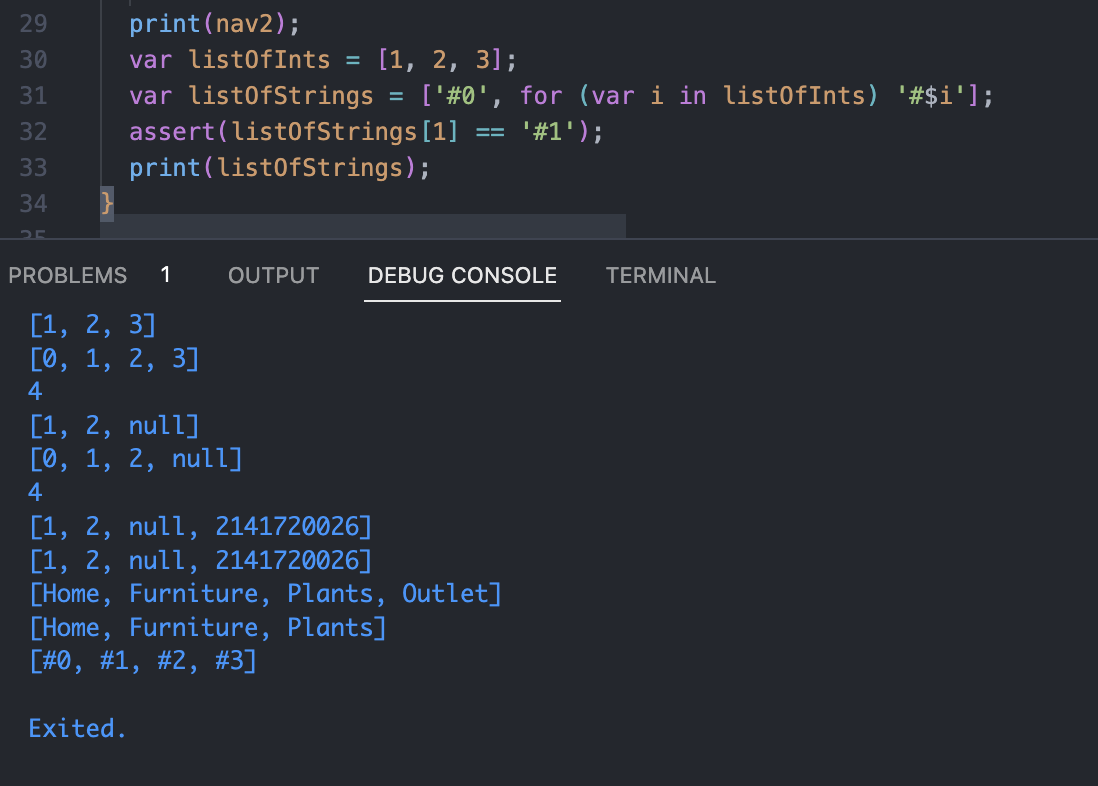 29 print(nav2);
30 var listOfInts = [1, 2, 3];
31 var listOfStrings = ['#0', for (var i in listOfInts) '#$i'];
32 assert(listOfStrings[1] == '#1');
33 print(listOfStrings);
34 }
35
PROBLEMS 1 OUTPUT DEBUG CONSOLE TERMINAL
[1, 2, 3]
[0, 1, 2, 3]
4
[1, 2, null]
[0, 1, 2, null]
4
[1, 2, null, 2141720026]
[1, 2, null, 2141720026]
[Home, Furniture, Plants, Outlet]
[Home, Furniture, Plants]
[#0, #1, #2, #3]
Exited.